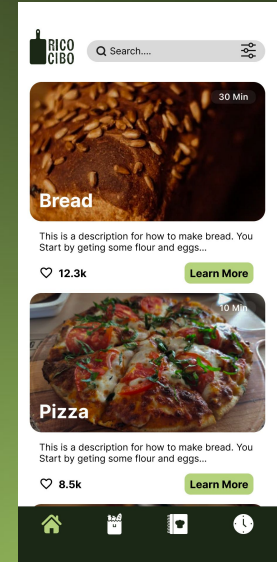 RICO
CIBO
Search....
30 Min
Bread
This is a description for how to make bread. You
Start by geting some flour and eggs...
12.3k
Learn More
10 Min
Pizza
This is a description for how to make bread. You
Start by geting some flour and eggs...
8.5k
Learn More